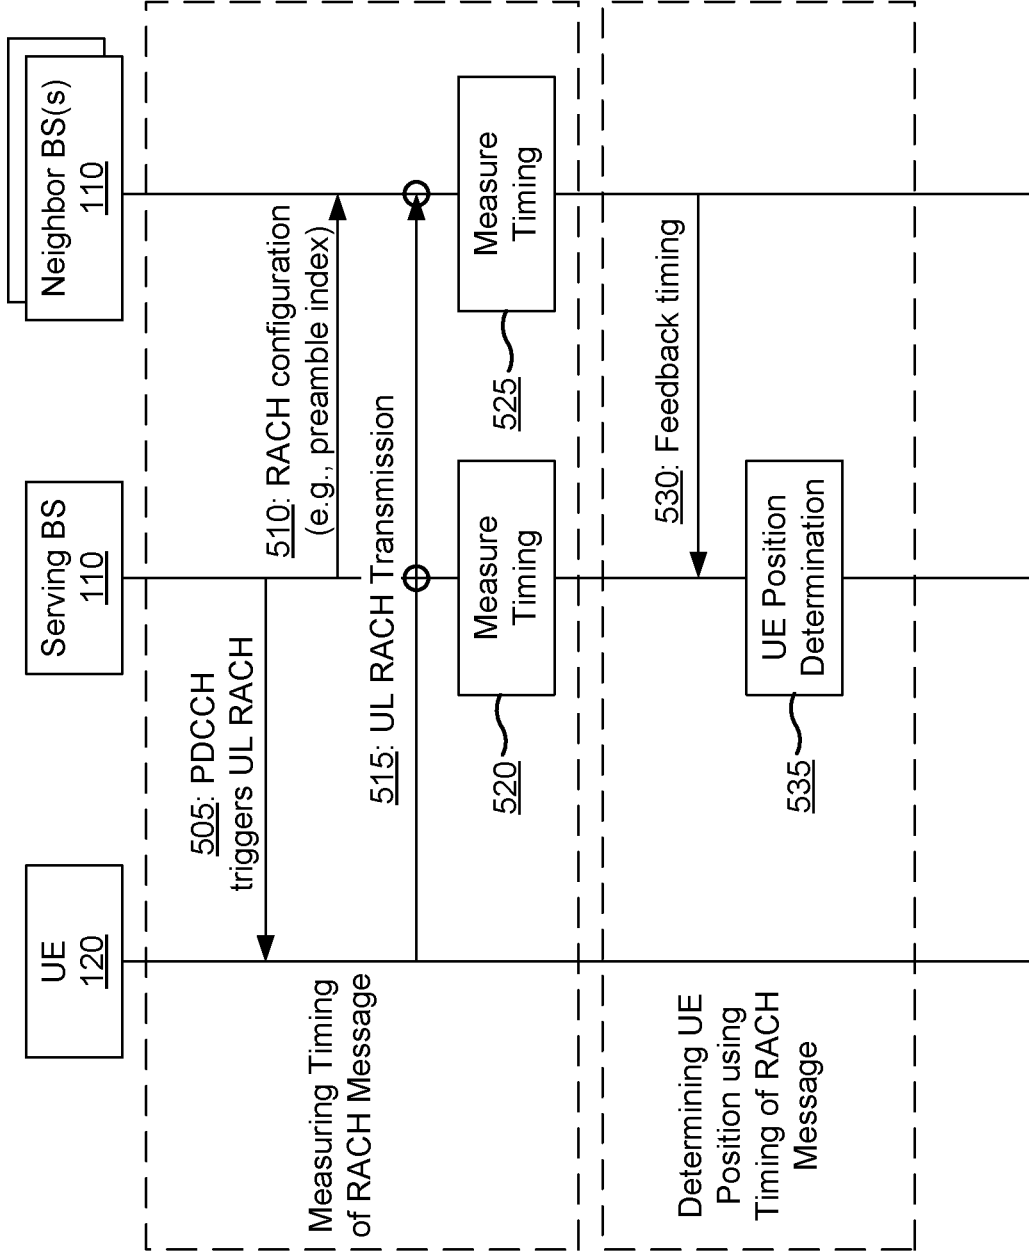 UE
120
Serving BS
110
Neighbor BS(s)
110
505: PDCCH
triggers UL RACH
510: RACH configuration
(e.g., preamble index)
515: UL RACH Transmission
Measuring Timing
of RACH Message
520
Measure
Timing
525
Measure
Timing
530: Feedback timing
Determining UE
Position using
Timing of RACH
Message
535
UE Position
Determination